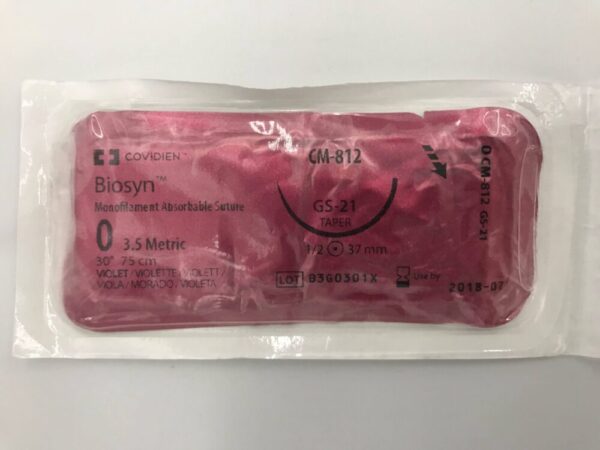 COVIDIEN™
Biosyn™
Monofilament Absorbable Suture
0 3.5 Metric
30" 75 cm
VIOLET / VIOLETTE / VIOLETT /
VIOLA / MORADO / VIOLETA
CM-812
GS-21
TAPER
1/2 37 mm
LOT B3G0301X
Use by
2018-07
0 CM-812 GS-21